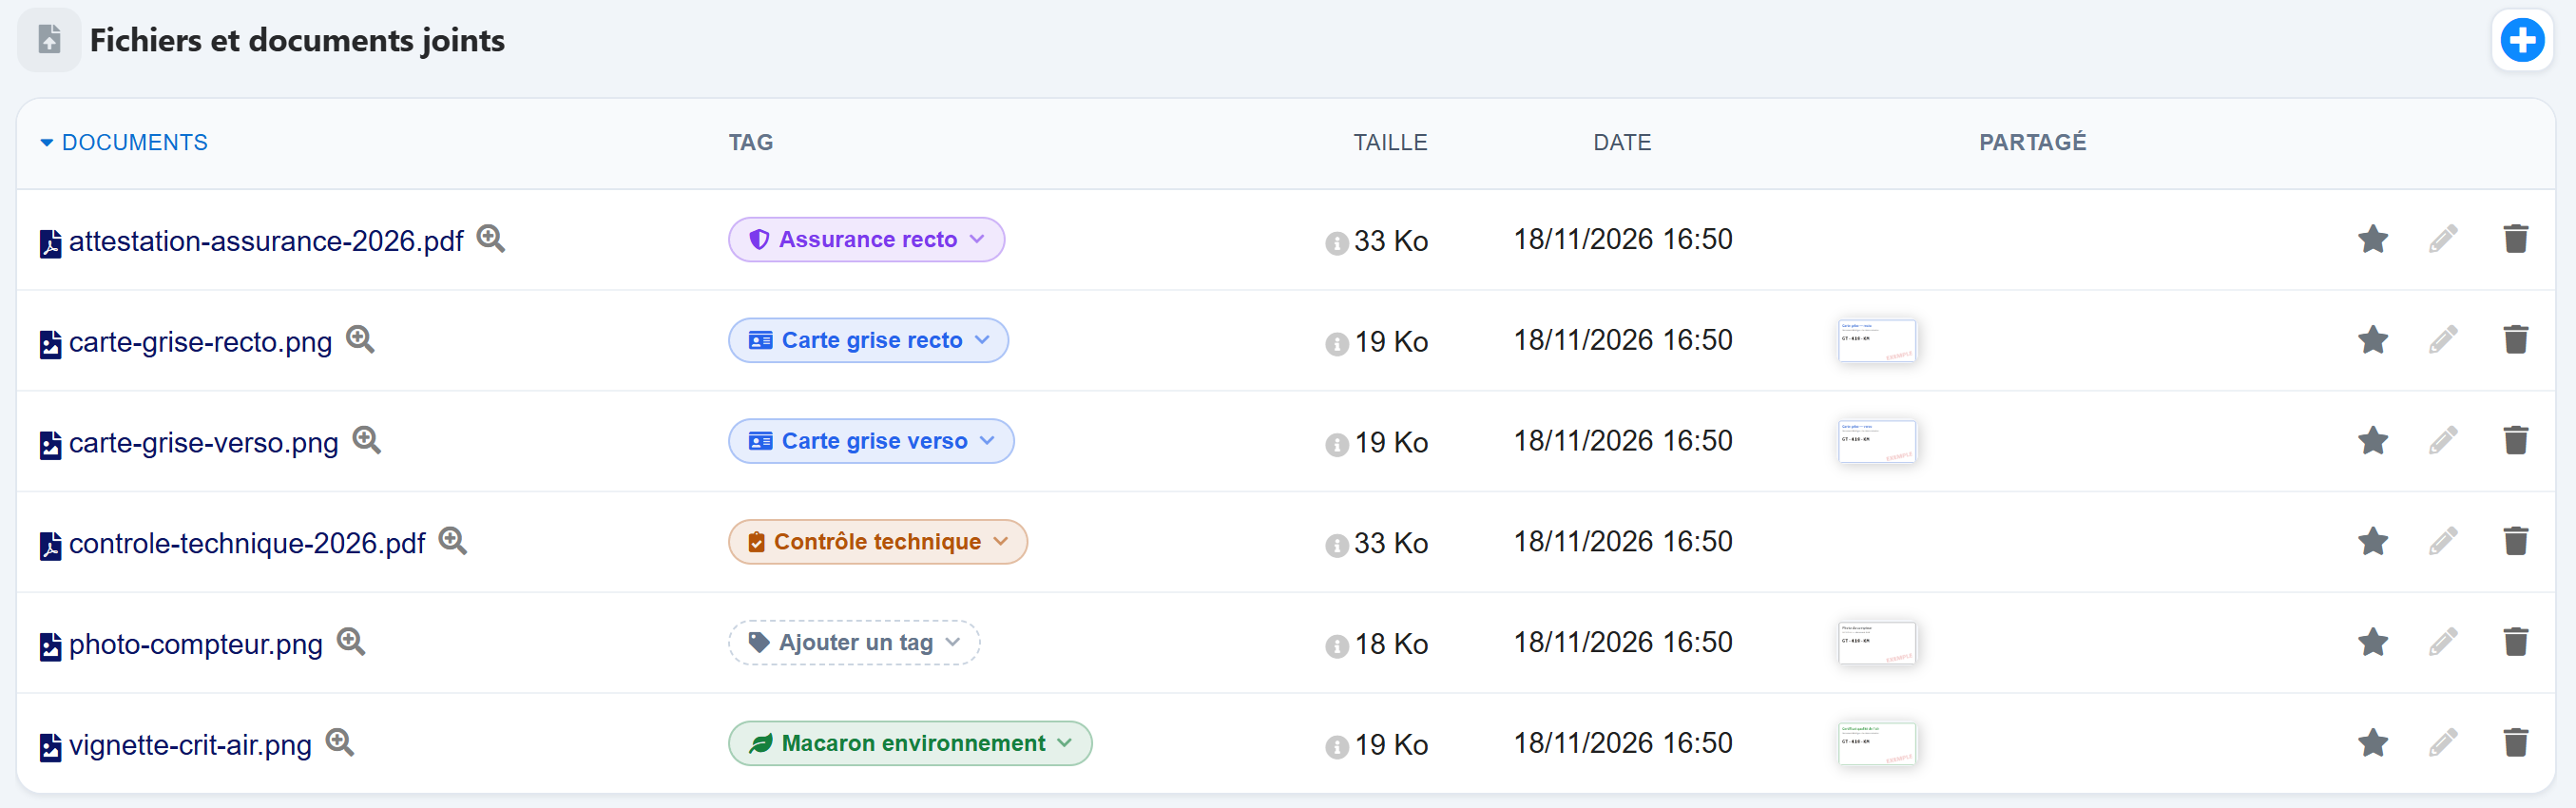 Fichiers et documents joints
DOCUMENTS TAG TAILLE DATE PARTAGÉ
attestation-assurance-2026.pdf Assurance recto 33 Ko 18/11/2026 16:50
carte-grise-recto.png Carte grise recto 19 Ko 18/11/2026 16:50
carte-grise-verso.png Carte grise verso 19 Ko 18/11/2026 16:50
controle-technique-2026.pdf Contrôle technique 33 Ko 18/11/2026 16:50
photo-compteur.png Ajouter un tag 18 Ko 18/11/2026 16:50
vignette-crit-air.png Macaron environnement 19 Ko 18/11/2026 16:50